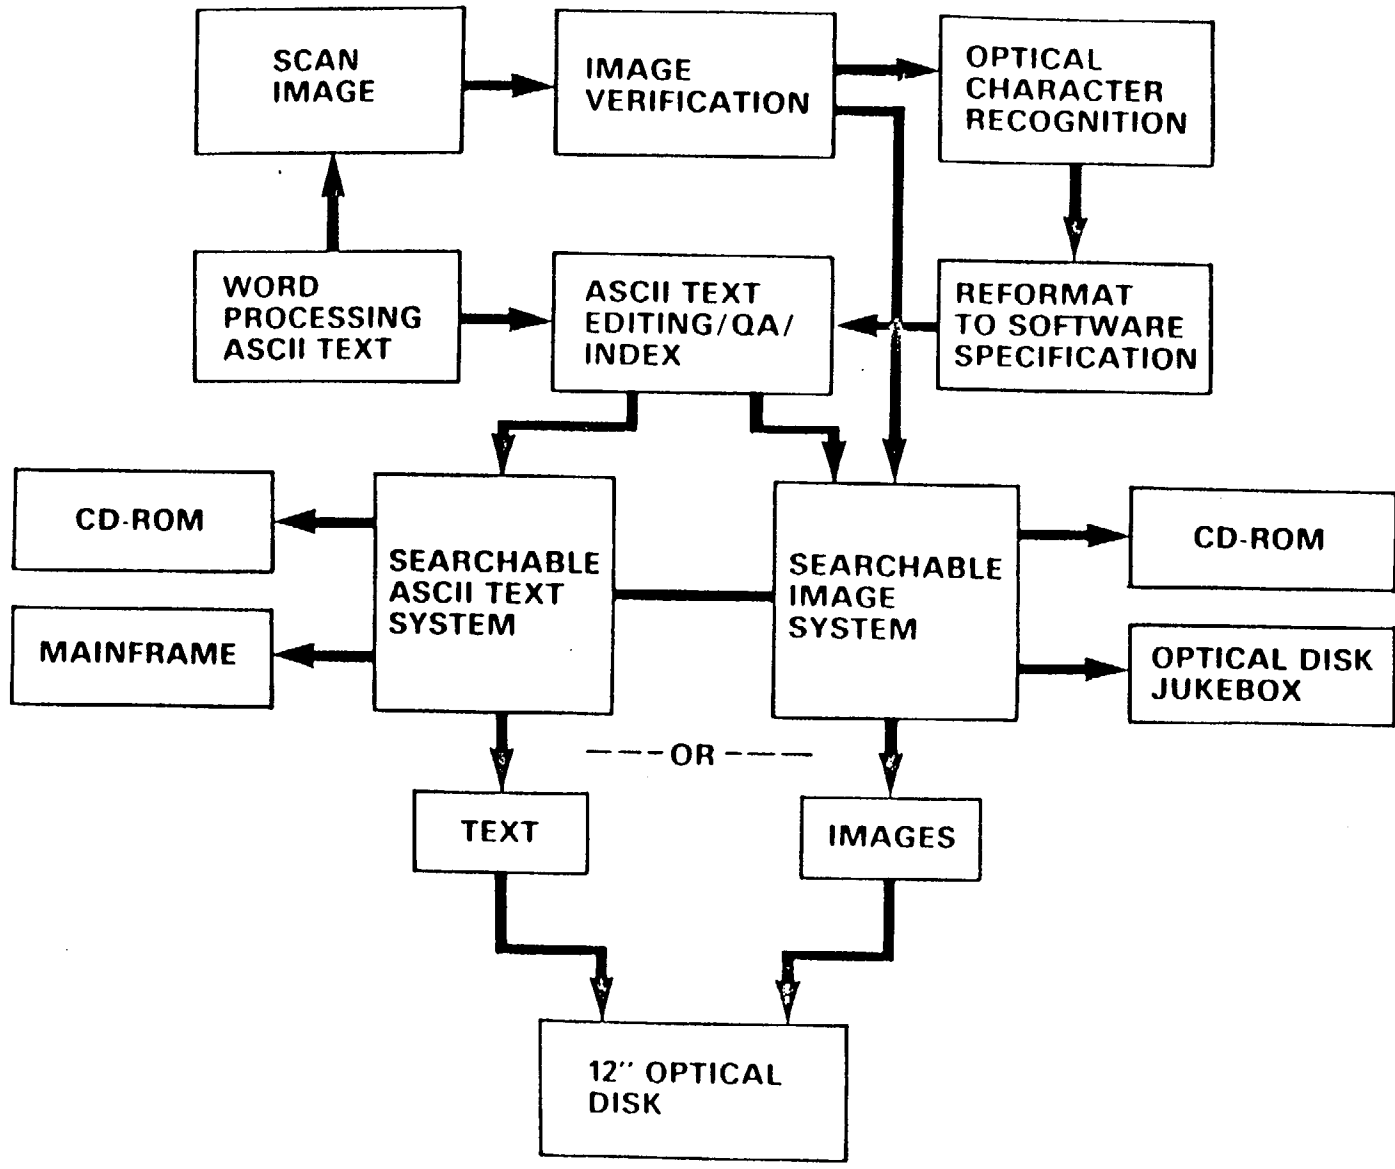 SCAN
IMAGE
IMAGE
VERIFICATION
OPTICAL
CHARACTER
RECOGNITION
WORD
PROCESSING
ASCII TEXT
ASCII TEXT
EDITING/QA/
INDEX
REFORMAT
TO SOFTWARE
SPECIFICATION
CD-ROM
MAINFRAME
SEARCHABLE
ASCII TEXT
SYSTEM
SEARCHABLE
IMAGE
SYSTEM
CD-ROM
OPTICAL DISK
JUKEBOX
----OR----
TEXT
IMAGES
12" OPTICAL
DISK